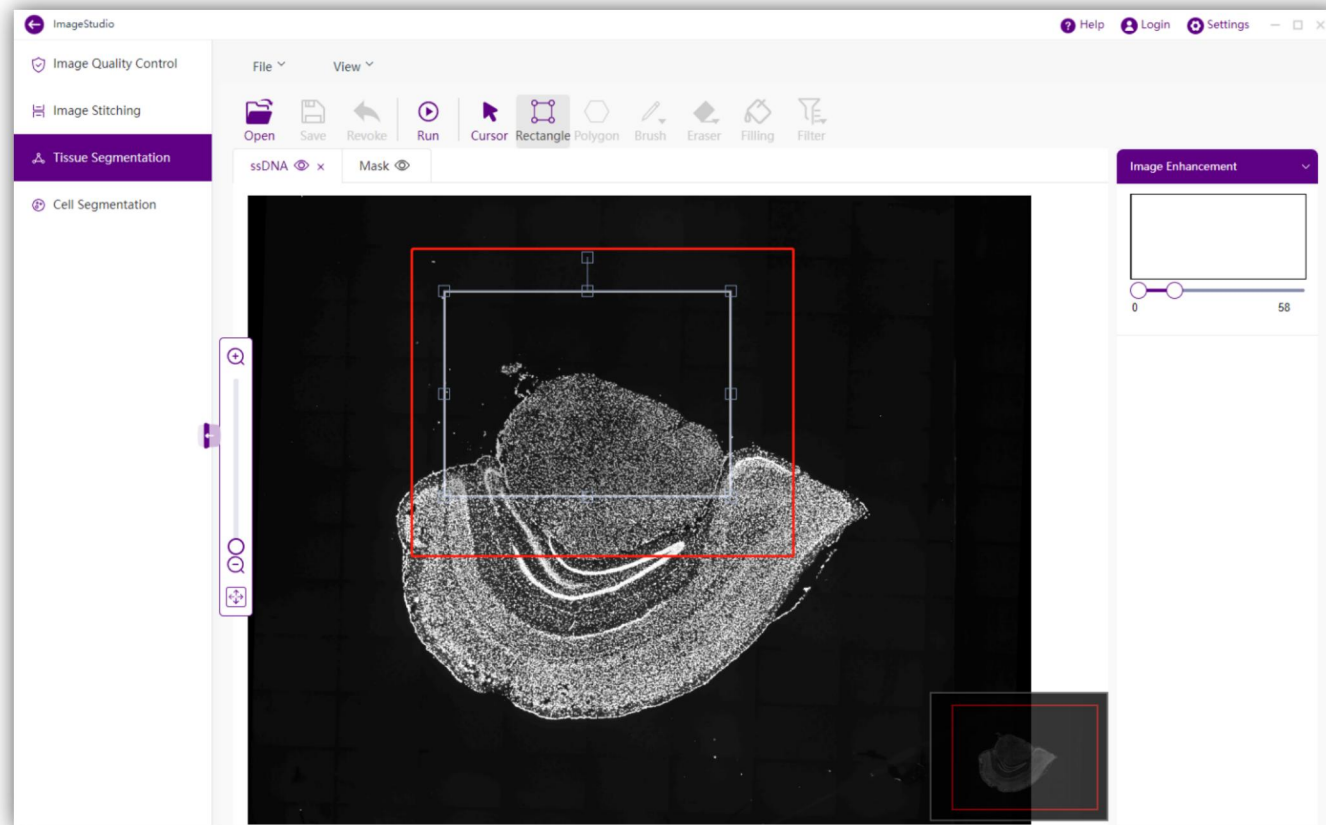 ImageStudio
Help Login Settings
Image Quality Control
Image Stitching
Tissue Segmentation
Cell Segmentation
File View
Open Save Revoke Run Cursor Rectangle Polygon Brush Eraser Filling Filter
ssDNA x Mask
Image Enhancement
0 58